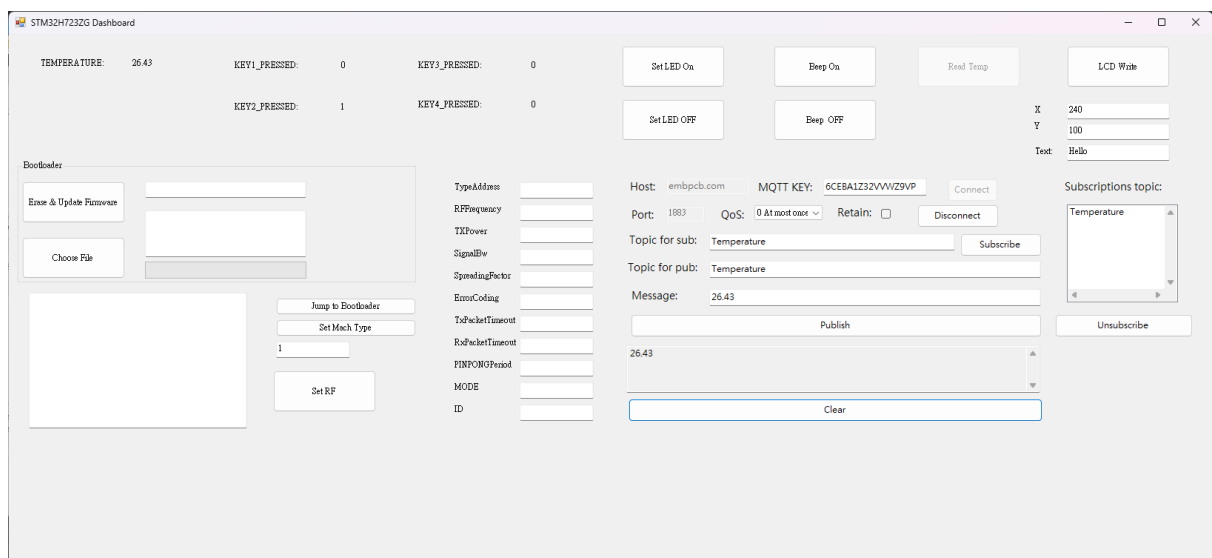 STM32H723ZG Dashboard
TEMPERATURE: 26.43 KEY1_PRESSED: 0 KEY3_PRESSED: 0 Set LED On Beep On Read Temp LCD Write
KEY2_PRESSED: 1 KEY4_PRESSED: 0 Set LED OFF Beep OFF
X 240
Y 100
Text: Hello
Bootloader
Erase & Update Firmware
Choose File
Jump to Bootloader
Set Mach Type
1
Set RF
TypeAddress
RFFrequency
TXPower
SignalBw
SpreadingFactor
ErrorCoding
TxPacketTimeout
RxPacketTimeout
PINPONGPeriod
MODE
ID
Host: embpcb.com MQTT KEY: 6CEBA1Z32VVWZ9VP Connect
Port: 1883 QoS: 0 At most once Retain: Disconnect
Topic for sub: Temperature Subscribe
Topic for pub: Temperature
Message: 26.43
Publish
26.43
Clear
Subscriptions topic:
Temperature
Unsubscribe